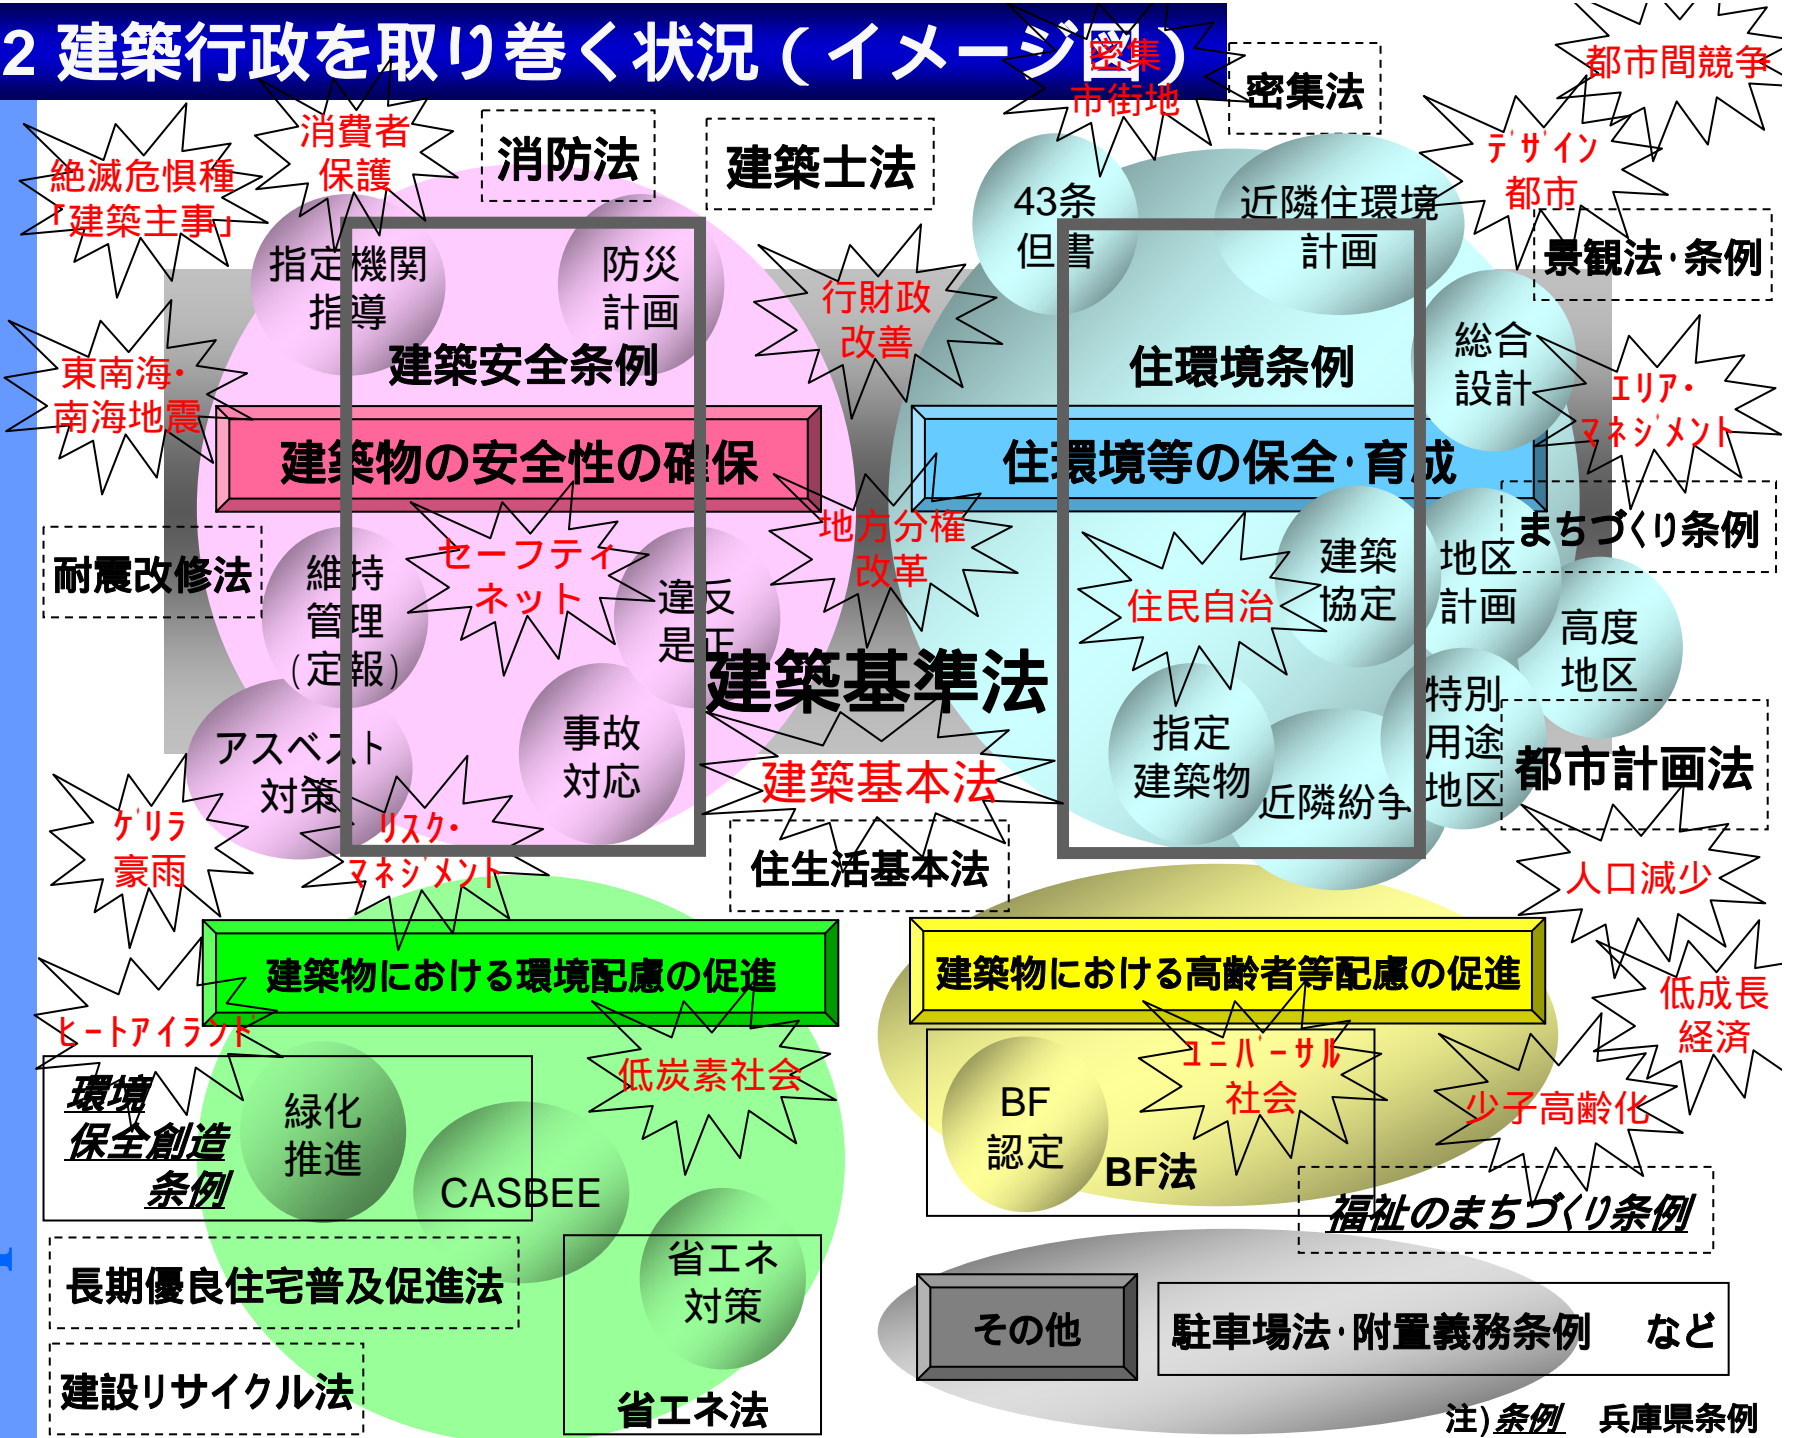 2 建築行政を取り巻く状況（イメージ図）
密集
市街地
密集法
都市間競争
絶滅危惧種
「建築主事」
消費者
保護
消防法
建築士法
43条
但書
近隣住環境
計画
デザイン
都市
景観法・条例
指定機関
指導
防災
計画
行財政
改善
東南海・
南海地震
建築安全条例
住環境条例
総合
設計
エリア・
マネジメント
建築物の安全性の確保
住環境等の保全・育成
まちづくり条例
耐震改修法
維持
管理
（定報）
セーフティ
ネット
違反
是正
地方分権
改革
住民自治
建築
協定
地区
計画
高度
地区
建築基準法
アスベスト
対策
事故
対応
建築基本法
指定
建築物
近隣紛争
特別
用途
地区
都市計画法
ゲリラ
豪雨
リスク・
マネジメント
住生活基本法
人口減少
建築物における環境配慮の促進
建築物における高齢者等配慮の促進
低成長
経済
ヒートアイランド
環境
保全創造
条例
緑化
推進
CASBEE
低炭素社会
BF
認定
ユニバーサル
社会
BF法
少子高齢化
福祉のまちづくり条例
長期優良住宅普及促進法
省エネ
対策
省エネ法
建設リサイクル法
その他
駐車場法・附置義務条例　など
注)条例　兵庫県条例